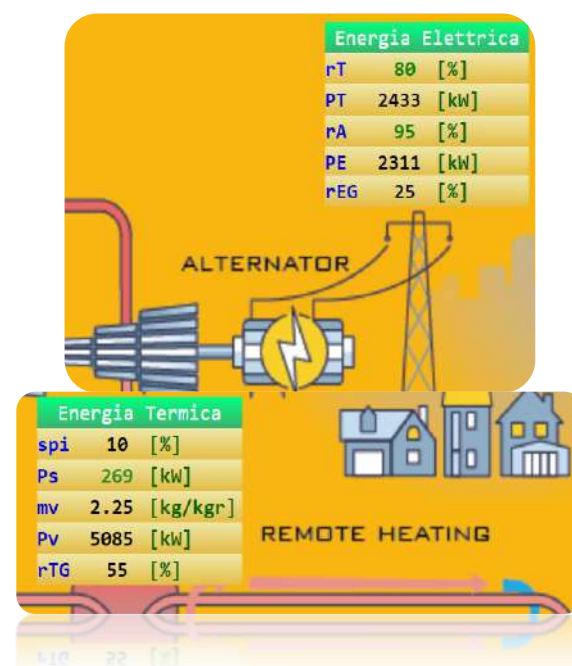 Energia Elettrica
rT 80 [%]
PT 2433 [kW]
rA 95 [%]
PE 2311 [kW]
rEG 25 [%]
ALTERNATOR
Energia Termica
spi 10 [%]
Ps 269 [kW]
mv 2.25 [kg/kgr]
Pv 5085 [kW]
rTG 55 [%]
REMOTE HEATING